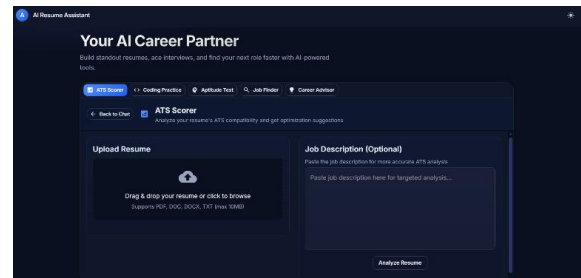 A AI Resume Assistant
Your AI Career Partner
Build standout resumes, ace interviews, and find your next role faster with AI-powered
tools.
ATS Scorer <> Coding Practice Aptitude Test Job Finder Career Advisor
← Back to Chat
ATS Scorer
Analyze your resume's ATS compatibility and get optimization suggestions
Upload Resume
Drag & drop your resume or click to browse
Supports PDF, DOC, DOCX, TXT (max 10MB)
Job Description (Optional)
Paste the job description for more accurate ATS analysis
Paste job description here for targeted analysis...
Analyze Resume